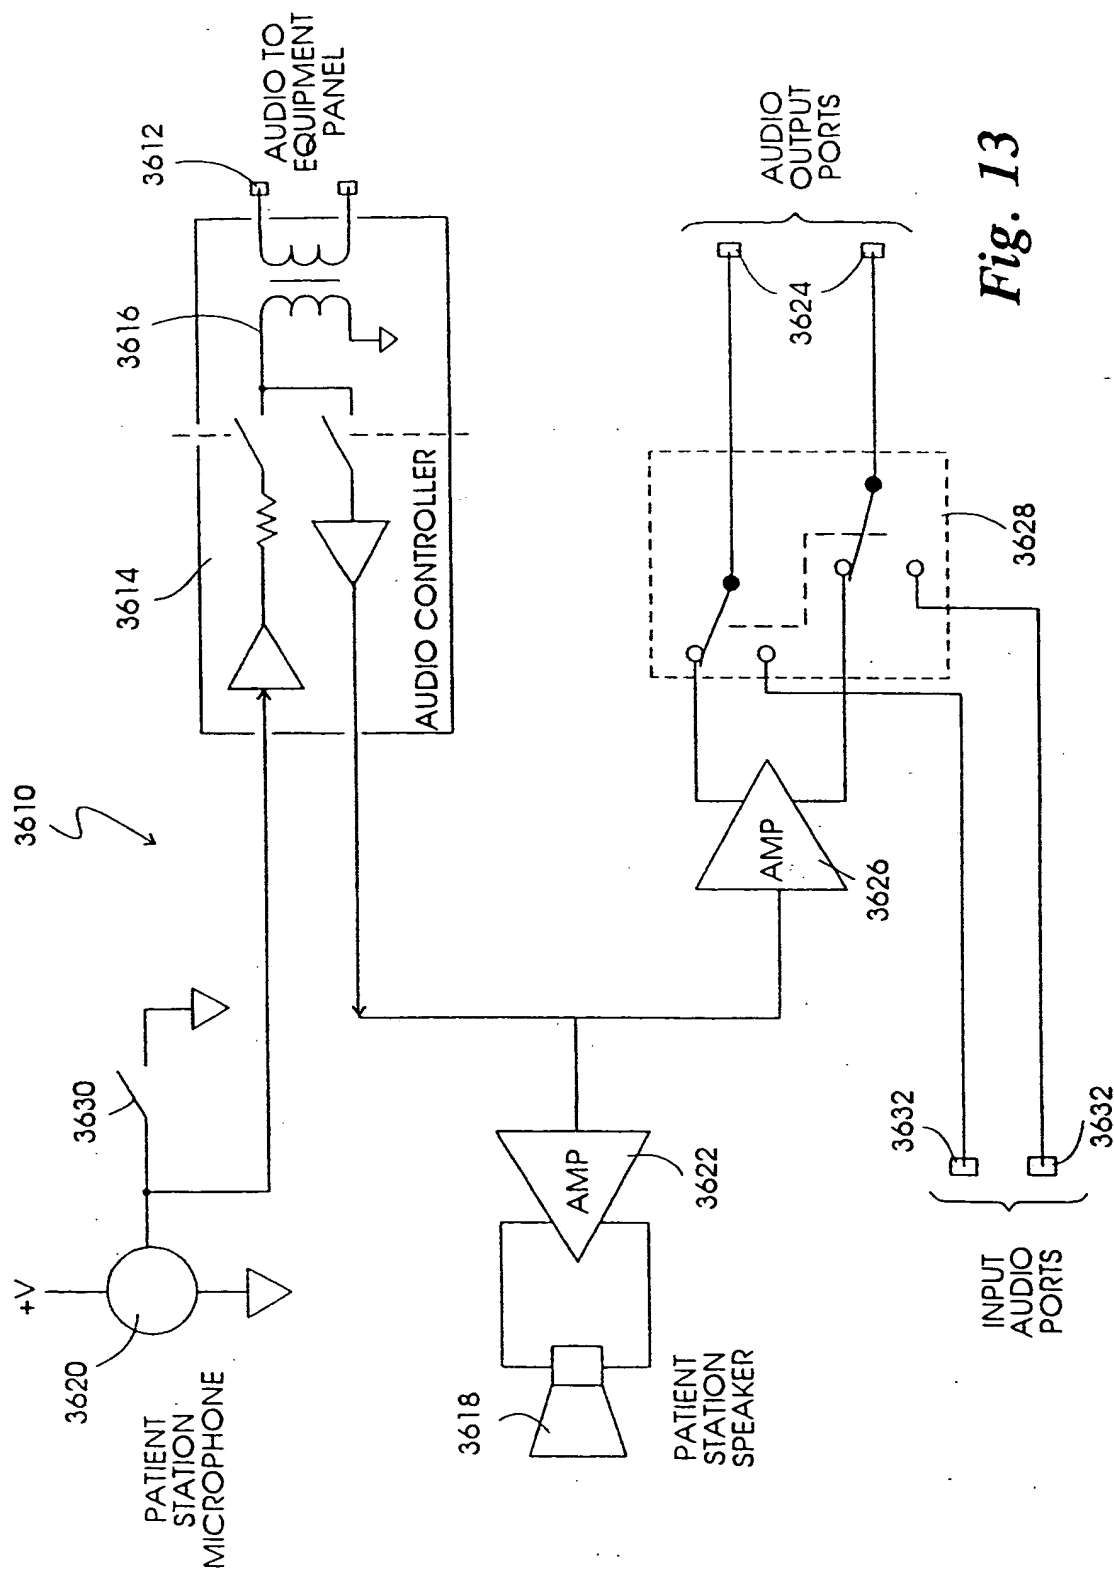 3610
+V
3620
PATIENT
STATION
MICROPHONE
3630
3614
3616
3612
AUDIO TO
EQUIPMENT
PANEL
AUDIO CONTROLLER
3618
PATIENT
STATION
SPEAKER
AMP
3622
AMP
3626
3628
3624
AUDIO
OUTPUT
PORTS
3632
3632
INPUT
AUDIO
PORTS
Fig. 13